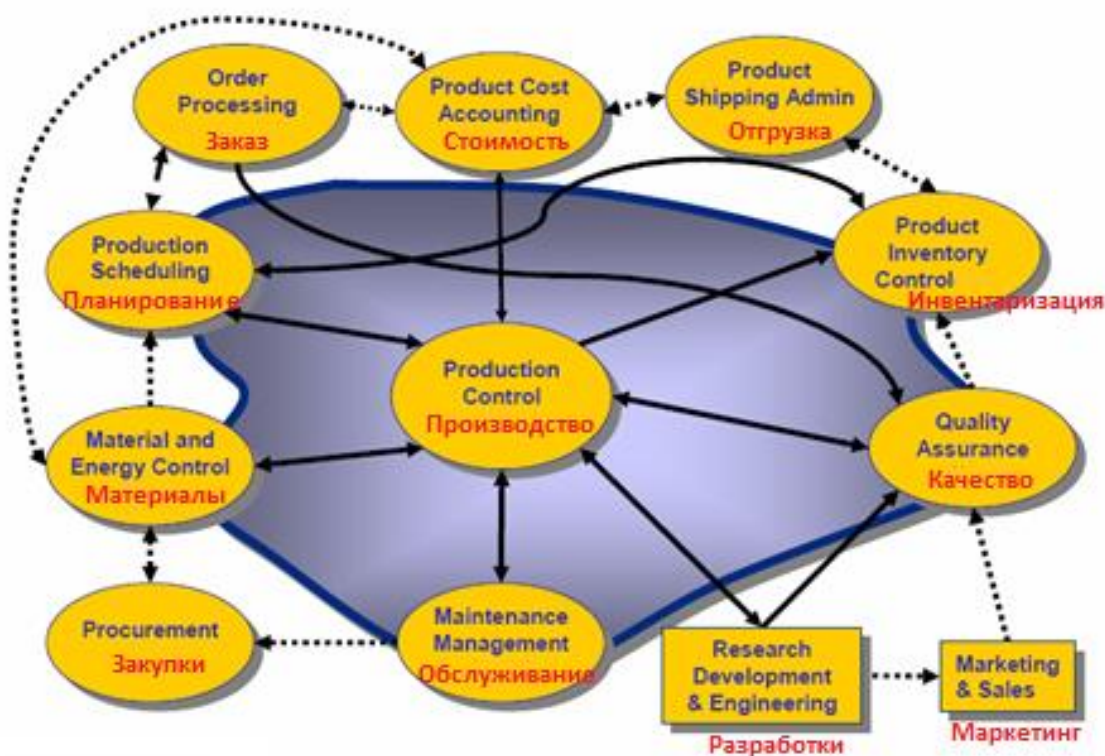 Order
Processing
Заказ
Product Cost
Accounting
Стоимость
Product
Shipping Admin
Отгрузка
Production
Scheduling
Планирование
Product
Inventory
Control
Инвентаризация
Production
Control
Производство
Material and
Energy Control
Материалы
Quality
Assurance
Качество
Procurement
Закупки
Maintenance
Management
Обслуживание
Research
Development
& Engineering
Разработки
Marketing
& Sales
Маркетинг